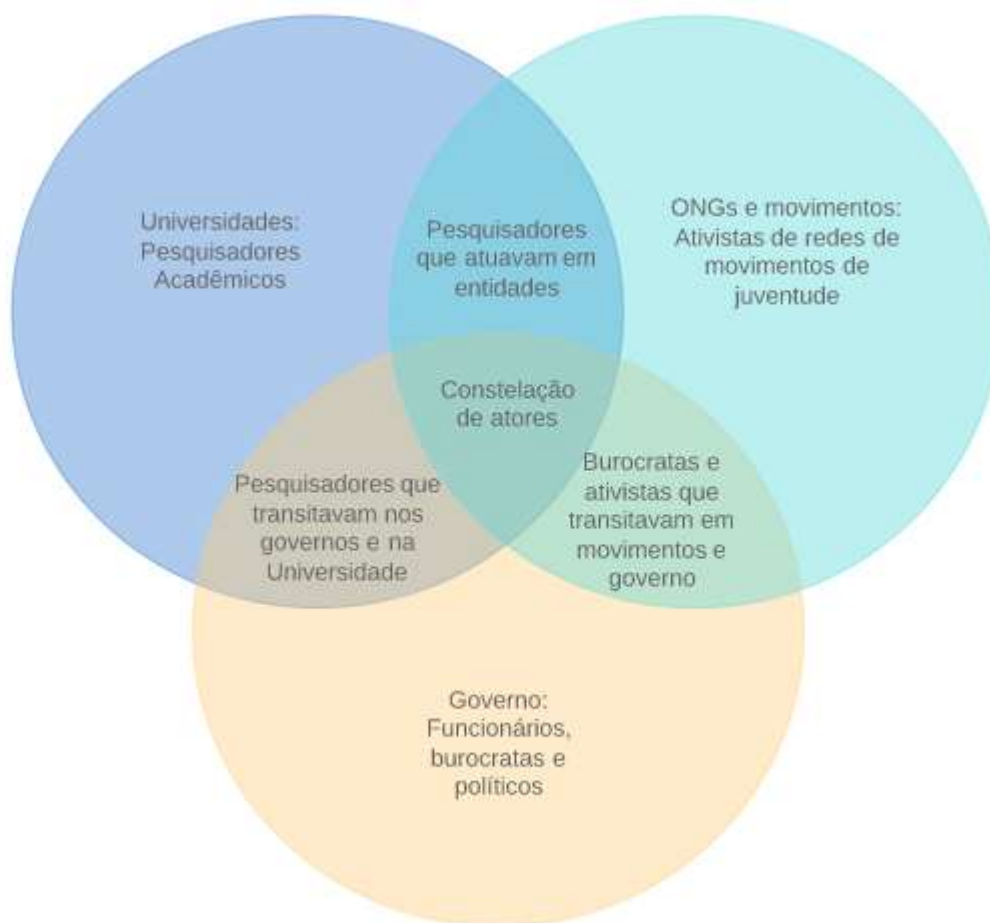 Universidades:
Pesquisadores
Acadêmicos
Pesquisadores
que atuavam em
entidades
ONGs e movimentos:
Ativistas de redes de
movimentos de
juventude
Constelação
de atores
Pesquisadores que
transitavam nos
governos e na
Universidade
Burocratas e
ativistas que
transitavam em
movimentos e
governo
Governo:
Funcionários,
burocratas e
políticos